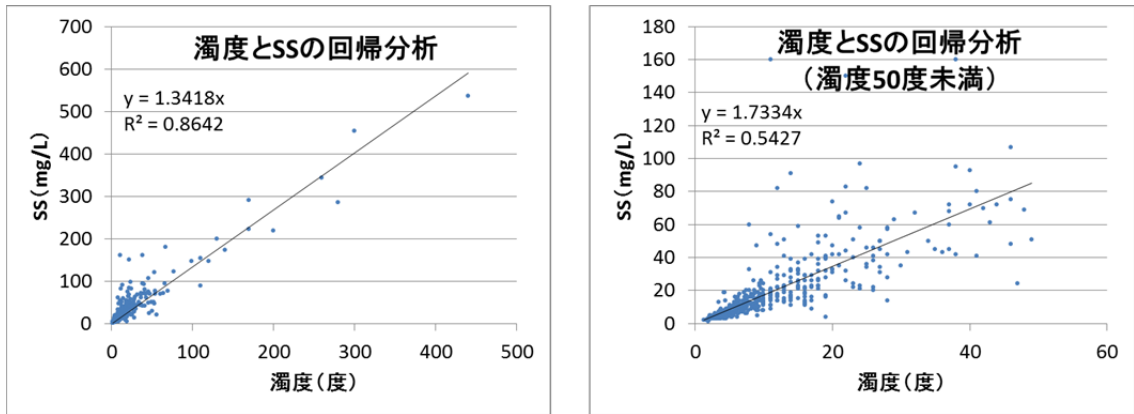 濁度とSSの回帰分析
y = 1.3418x
R² = 0.8642
SS(mg/L)
700
600
500
400
300
200
100
0
0 100 200 300 400 500
濁度(度)
濁度とSSの回帰分析
(濁度50度未満)
y = 1.7334x
R² = 0.5427
SS(mg/L)
180
160
140
120
100
80
60
40
20
0
0 20 40 60
濁度(度)